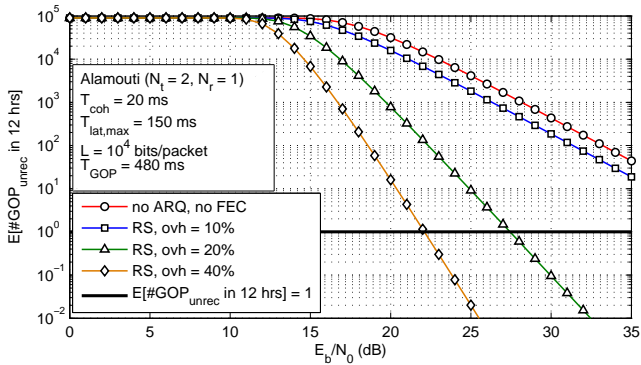 E[#GOP_unrec in 12 hrs]
10^5
10^4
10^3
10^2
10^1
10^0
10^-1
10^-2
Alamouti (N_t = 2, N_r = 1)
T_coh = 20 ms
T_lat,max = 150 ms
L = 10^4 bits/packet
T_GOP = 480 ms
no ARQ, no FEC
RS, ovh = 10%
RS, ovh = 20%
RS, ovh = 40%
E[#GOP_unrec in 12 hrs] = 1
0 5 10 15 20 25 30 35
E_b/N_0 (dB)